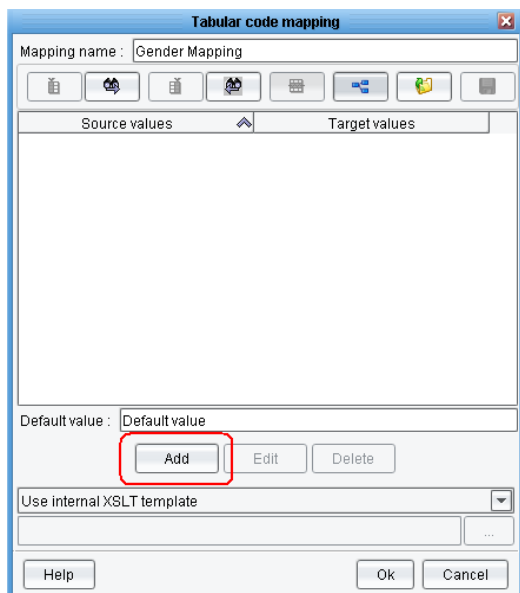 Tabular code mapping
Mapping name : Gender Mapping
Source values Target values
Default value : Default value
Add Edit Delete
Use internal XSLT template
...
Help Ok Cancel